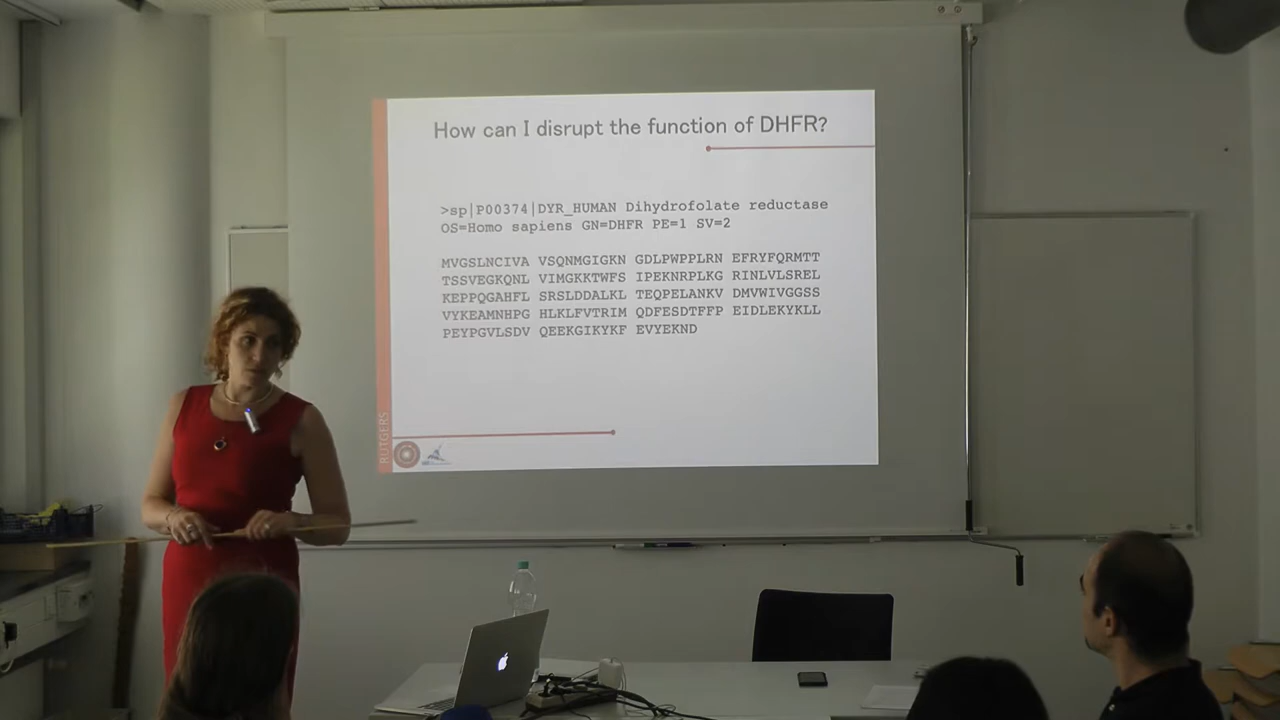 How can I disrupt the function of DHFR?
>sp|P00374|DYR_HUMAN Dihydrofolate reductase
OS=Homo sapiens GN=DHFR PE=1 SV=2
MVGSLNCIVA VSQNMGIGKN GDLPWPPLRN EFRYFQRMTT
TSSVEGKQNL VIMGKKTWFS IPEKNRPLKG RINLVLSREL
KEPPQGAHFL SRSLDDALKL TEQPELANKV DMVWIVGGSS
VYKEAMNHPG HLKLFVTRIM QDFESDTFFP EIDLEKYKLL
PEYPGVLSDV QEEKGIKYKF EVYEKND
RUTGERS